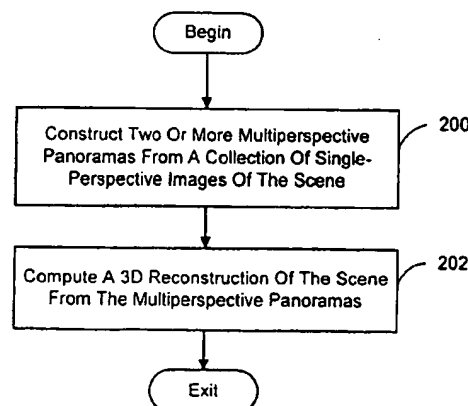 Begin
Construct Two Or More Multiperspective
Panoramas From A Collection Of Single-
Perspective Images Of The Scene
200
Compute A 3D Reconstruction Of The Scene
From The Multiperspective Panoramas
202
Exit